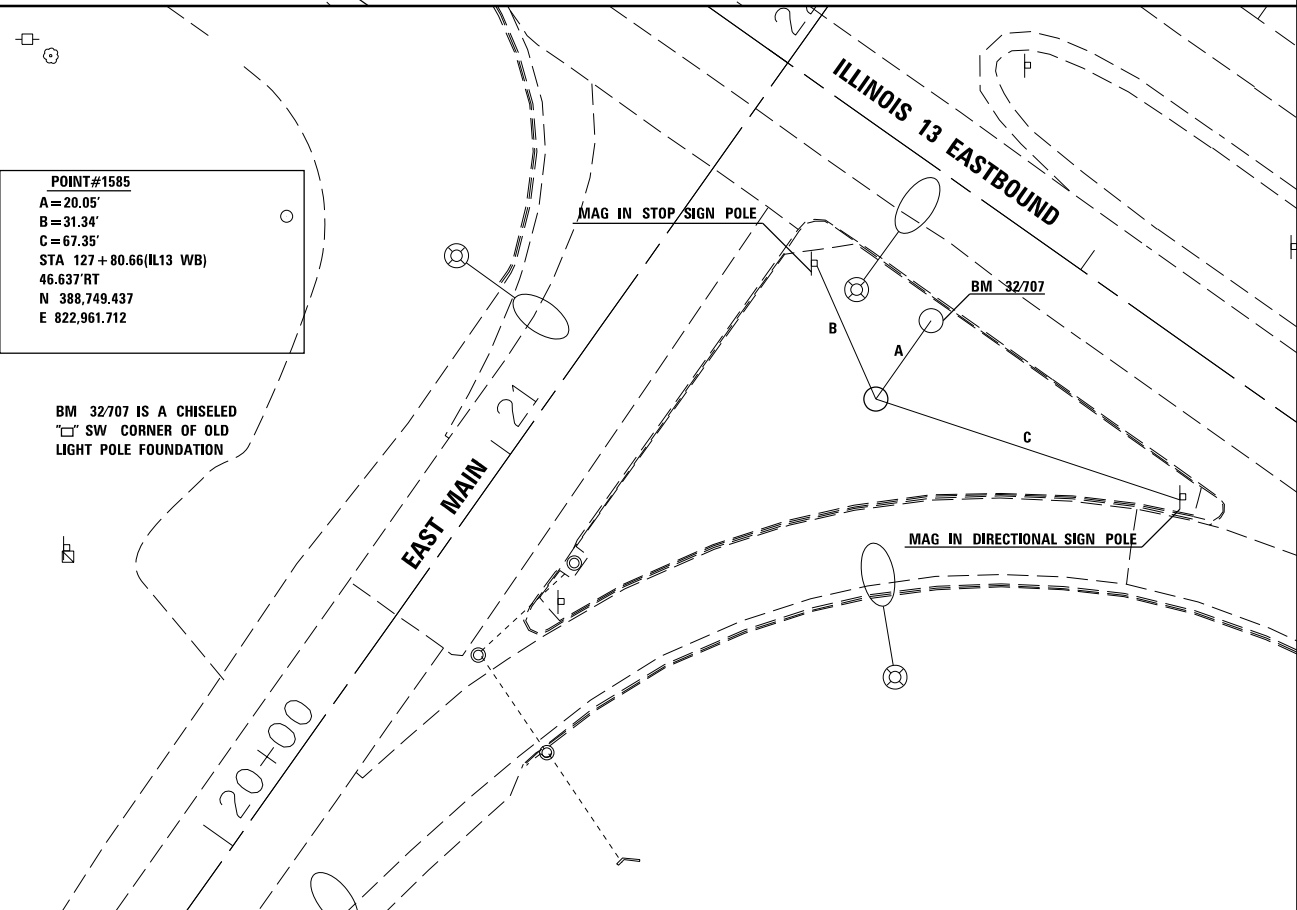 ILLINOIS 13 EASTBOUND
POINT#1585
A=20.05'
B=31.34'
C=67.35'
STA 127+80.66(IL13 WB)
46.637'RT
N 388,749.437
E 822,961.712
MAG IN STOP SIGN POLE
BM 32/707
B
A
C
BM 32/707 IS A CHISELED
"□" SW CORNER OF OLD
LIGHT POLE FOUNDATION
21
EAST MAIN
MAG IN DIRECTIONAL SIGN POLE
20+00